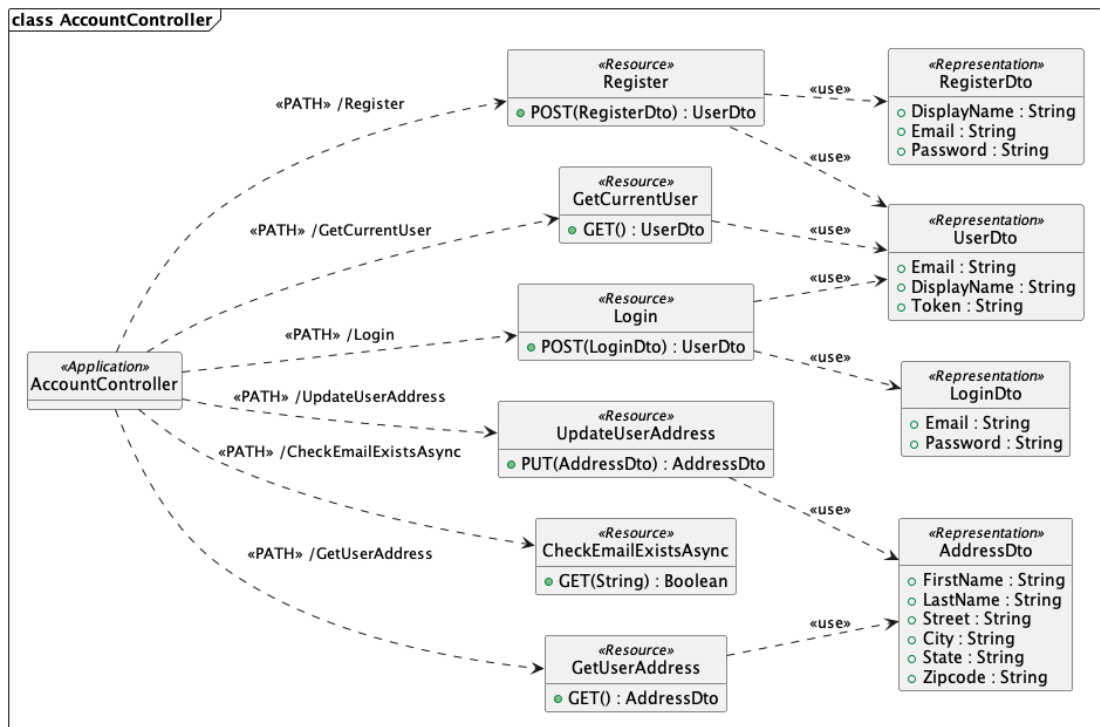 class AccountController
«Resource»
Register
POST(RegisterDto) : UserDto
«Representation»
RegisterDto
DisplayName : String
Email : String
Password : String
«PATH» /Register
«use»
«use»
«Resource»
GetCurrentUser
GET() : UserDto
«PATH» /GetCurrentUser
«use»
«Representation»
UserDto
Email : String
DisplayName : String
Token : String
«Resource»
Login
POST(LoginDto) : UserDto
«PATH» /Login
«use»
«use»
«Application»
AccountController
«Representation»
LoginDto
Email : String
Password : String
«PATH» /UpdateUserAddress
«Resource»
UpdateUserAddress
PUT(AddressDto) : AddressDto
«PATH» /CheckEmailExistsAsync
«use»
«Resource»
CheckEmailExistsAsync
GET(String) : Boolean
«Representation»
AddressDto
FirstName : String
LastName : String
Street : String
City : String
State : String
Zipcode : String
«PATH» /GetUserAddress
«use»
«Resource»
GetUserAddress
GET() : AddressDto